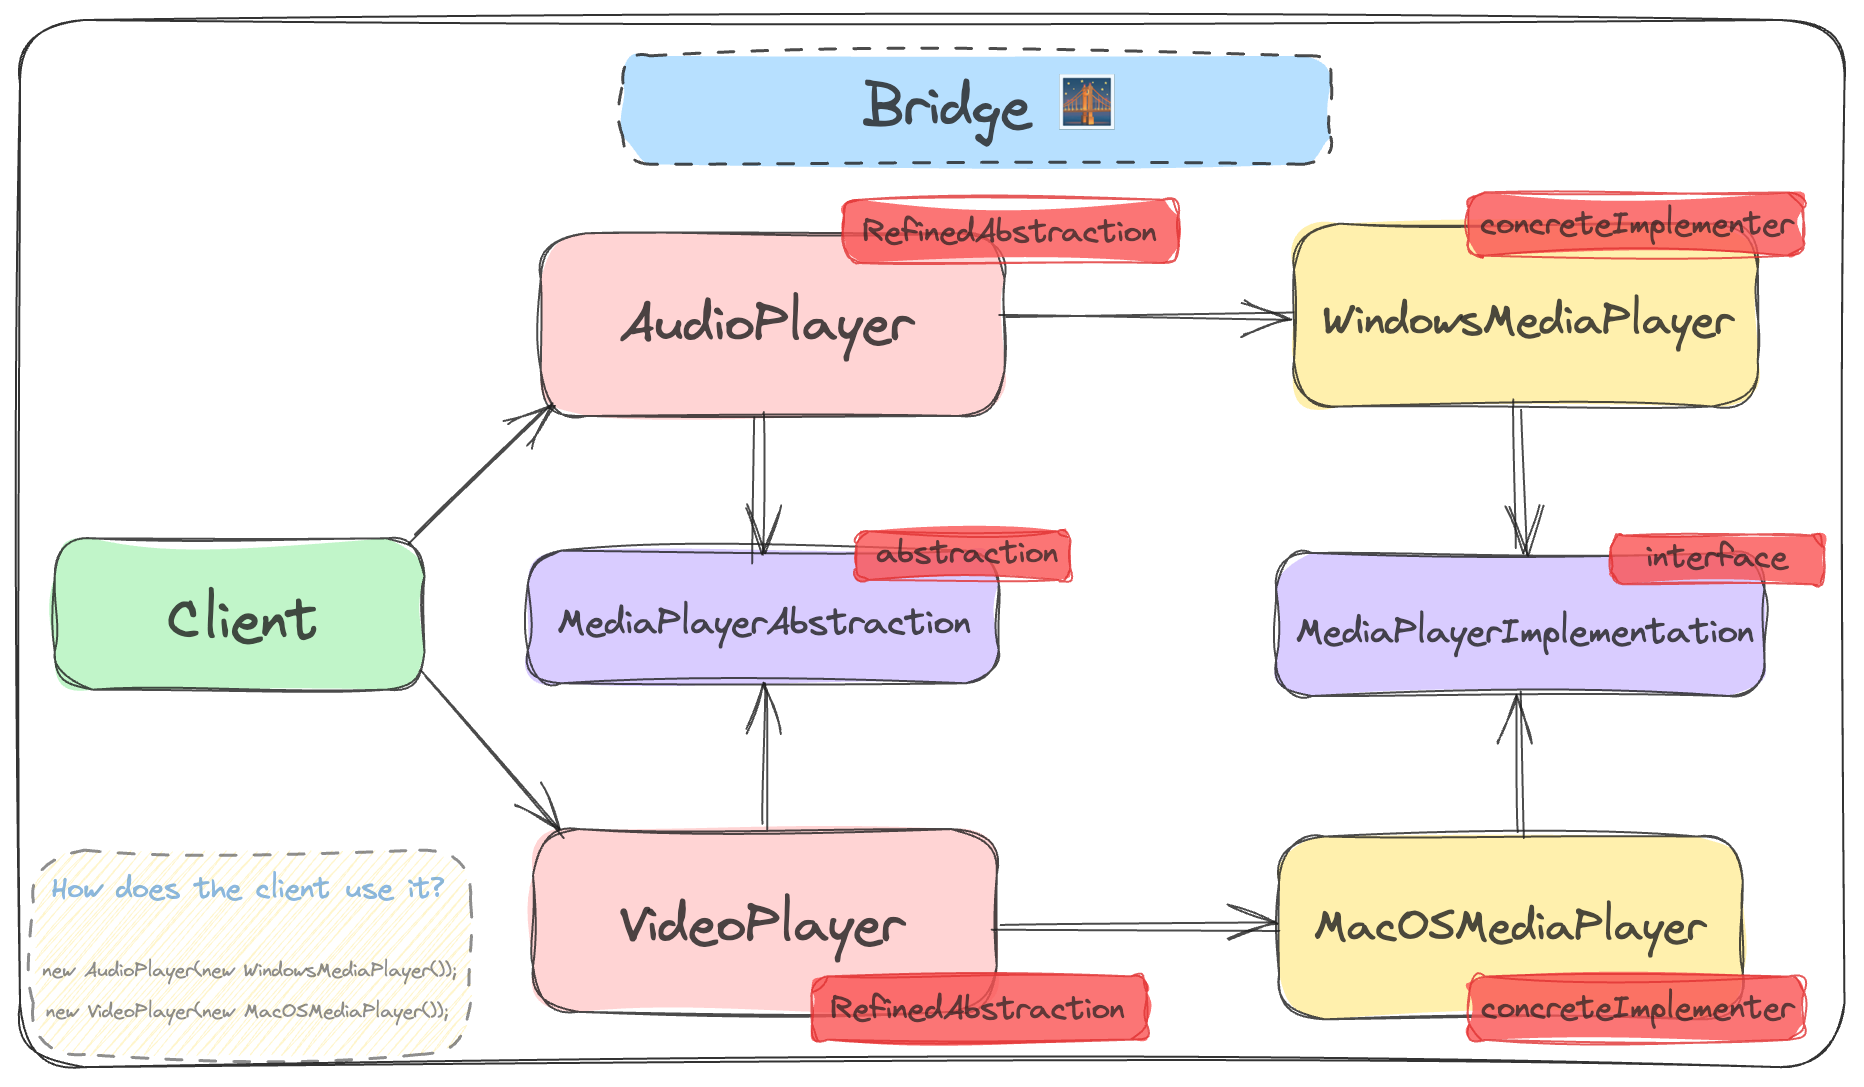 Bridge
RefinedAbstraction
concreteImplementer
AudioPlayer
WindowsMediaPlayer
abstraction
interface
Client
MediaPlayerAbstraction
MediaPlayerImplementation
How does the client use it?
new AudioPlayer(new WindowsMediaPlayer());
new VideoPlayer(new MacOSMediaPlayer());
VideoPlayer
MacOSMediaPlayer
RefinedAbstraction
concreteImplementer